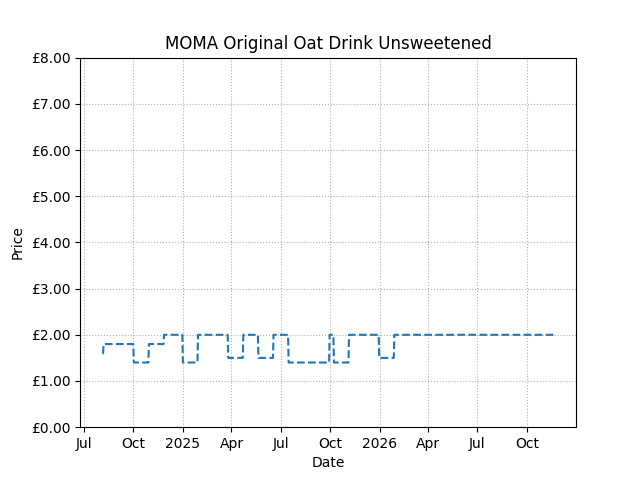 MOMA Original Oat Drink Unsweetened
£8.00
£7.00
£6.00
£5.00
£4.00
£3.00
£2.00
£1.00
£0.00
Price
Jul Oct 2025 Apr Jul Oct 2026 Apr Jul Oct
Date